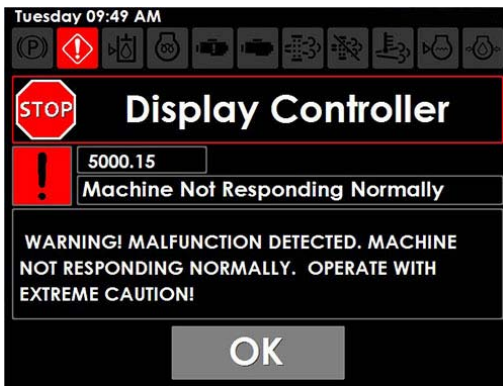 Tuesday 09:49 AM
(P)
STOP Display Controller
! 5000.15
Machine Not Responding Normally
WARNING! MALFUNCTION DETECTED. MACHINE
NOT RESPONDING NORMALLY. OPERATE WITH
EXTREME CAUTION!
OK